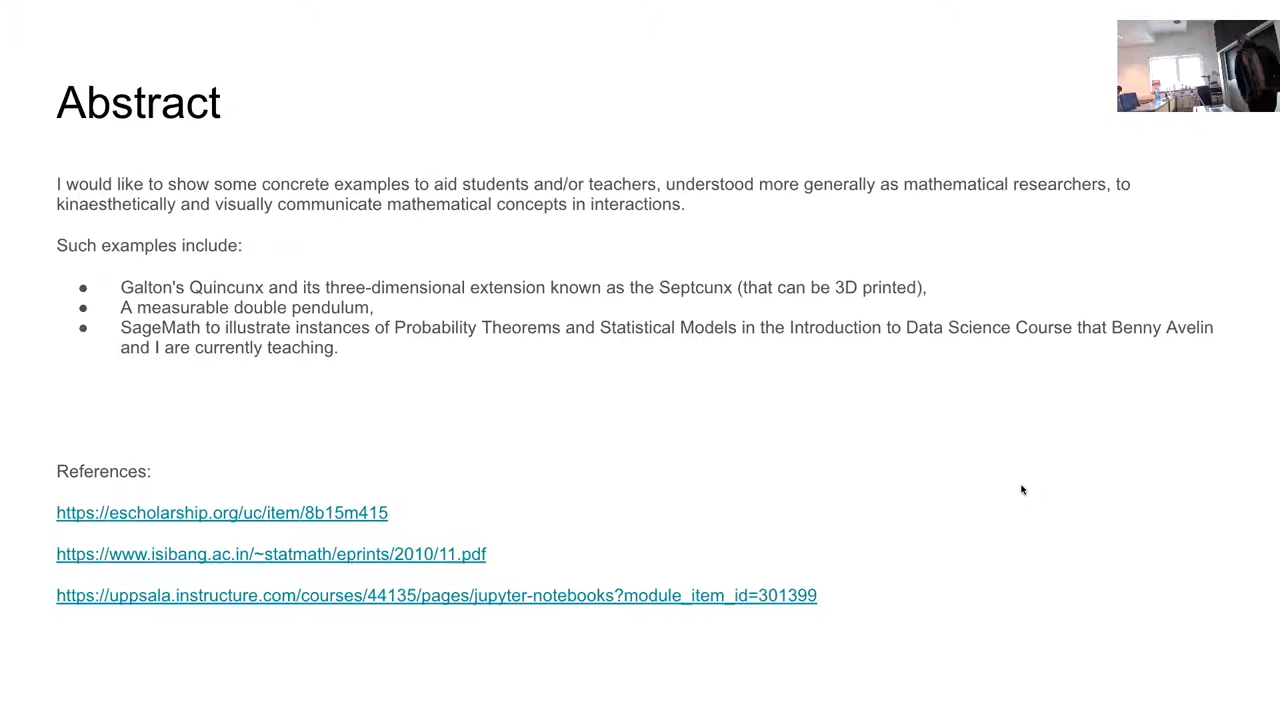 Abstract
I would like to show some concrete examples to aid students and/or teachers, understood more generally as mathematical researchers, to
kinaesthetically and visually communicate mathematical concepts in interactions.
Such examples include:
● Galton's Quincunx and its three-dimensional extension known as the Septcunx (that can be 3D printed),
● A measurable double pendulum,
● SageMath to illustrate instances of Probability Theorems and Statistical Models in the Introduction to Data Science Course that Benny Avelin
and I are currently teaching.
References:
https://escholarship.org/uc/item/8b15m415
https://www.isibang.ac.in/~statmath/eprints/2010/11.pdf
https://uppsala.instructure.com/courses/44135/pages/jupyter-notebooks?module_item_id=301399